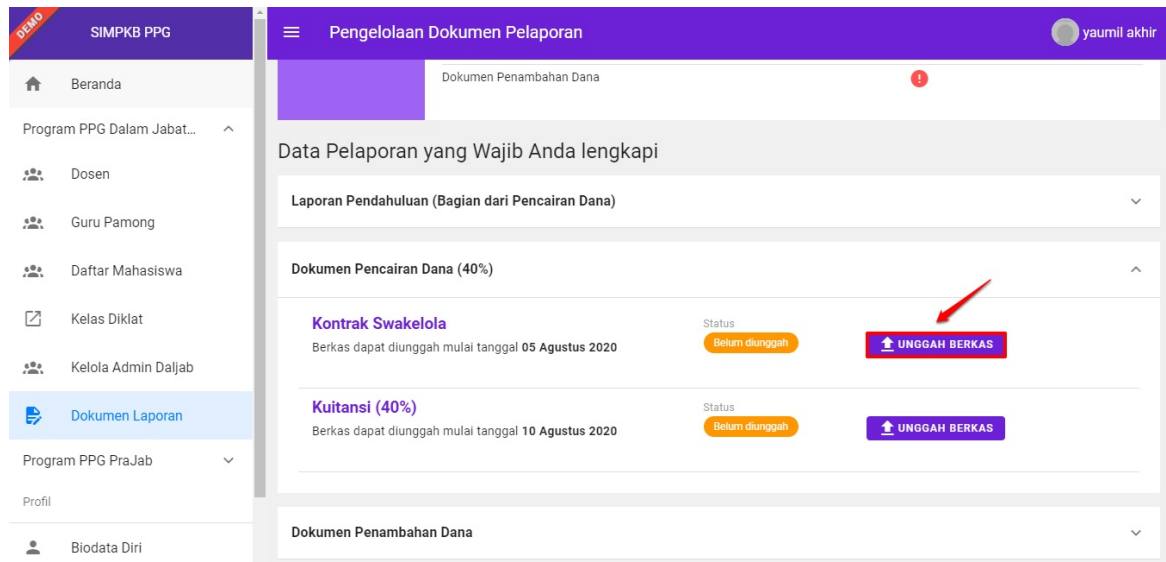 DEMO
SIMPKB PPG
Pengelolaan Dokumen Pelaporan
yaumil akhir
Beranda
Program PPG Dalam Jabat...
Dosen
Guru Pamong
Daftar Mahasiswa
Kelas Diklat
Kelola Admin Daljab
Dokumen Laporan
Program PPG PraJab
Profil
Biodata Diri
Dokumen Penambahan Dana
Data Pelaporan yang Wajib Anda lengkapi
Laporan Pendahuluan (Bagian dari Pencairan Dana)
Dokumen Pencairan Dana (40%)
Kontrak Swakelola
Berkas dapat diunggah mulai tanggal 05 Agustus 2020
Status
Belum diunggah
UNGGAH BERKAS
Kuitansi (40%)
Berkas dapat diunggah mulai tanggal 10 Agustus 2020
Status
Belum diunggah
UNGGAH BERKAS
Dokumen Penambahan Dana